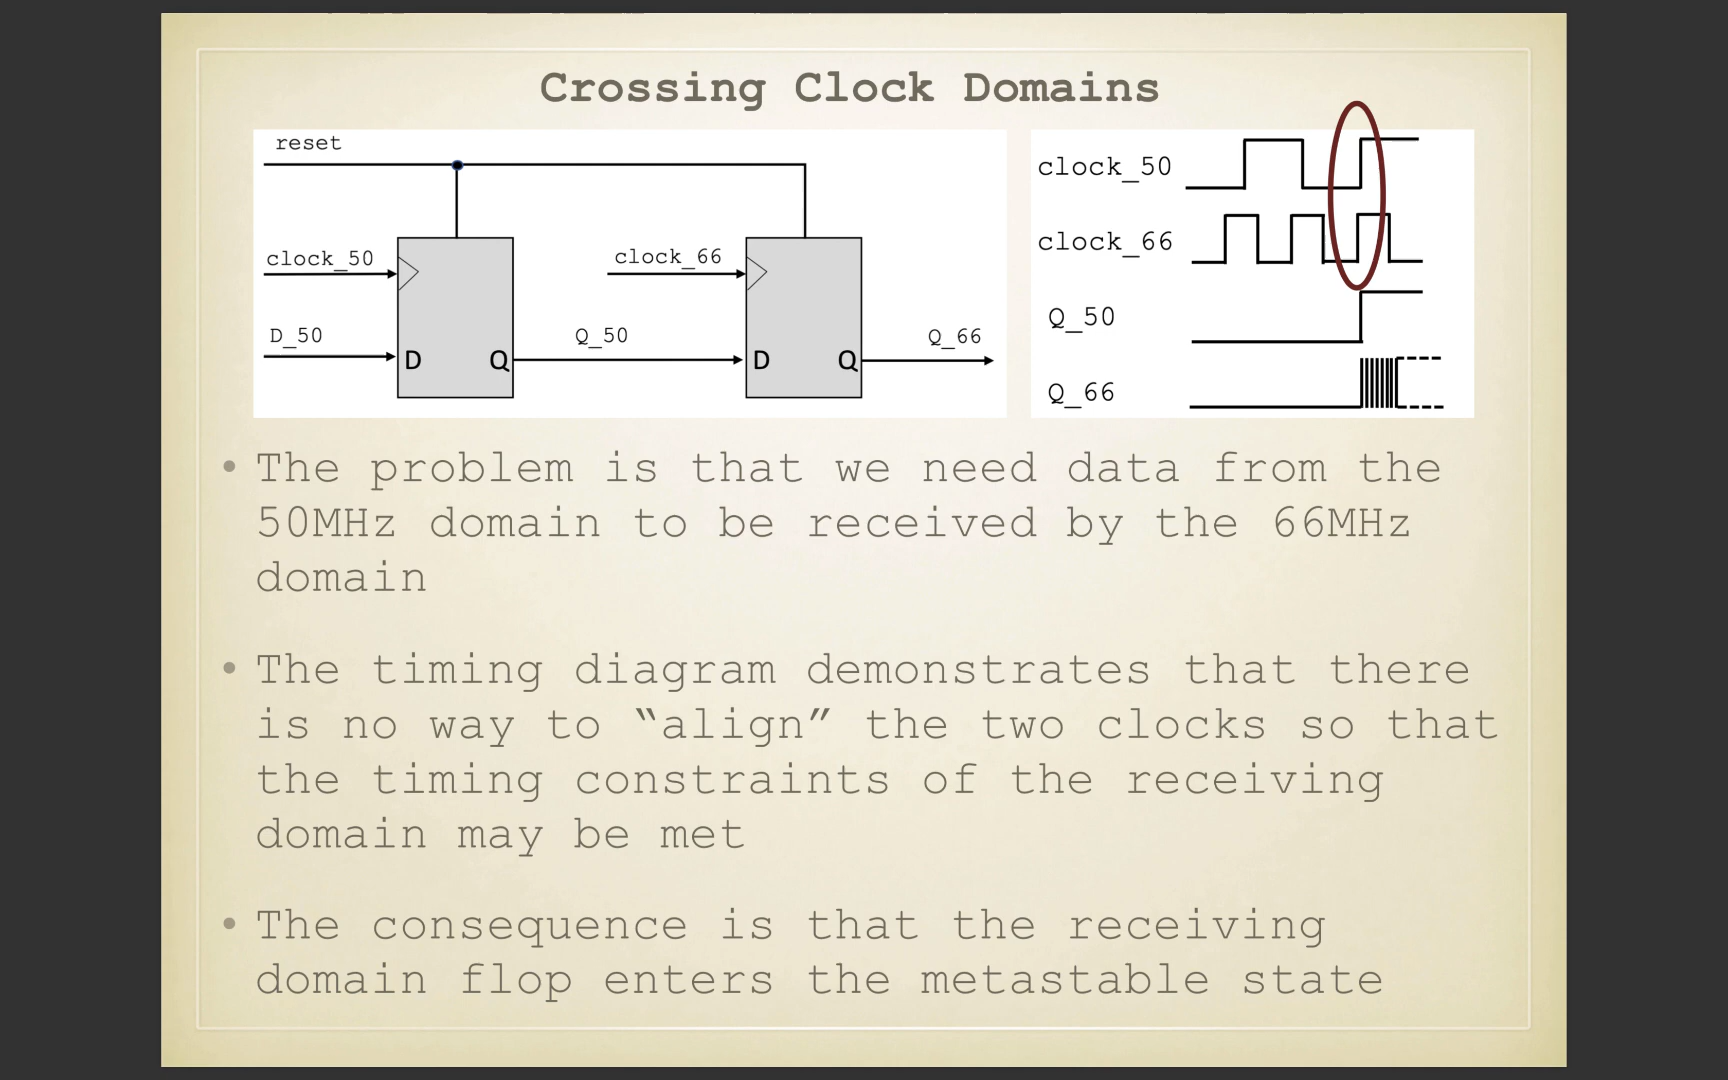 Crossing Clock Domains
reset
clock_50
clock_66
D_50
Q_50
Q_66
D
Q
D
Q
clock_50
clock_66
Q_50
Q_66
• The problem is that we need data from the
50MHz domain to be received by the 66MHz
domain
• The timing diagram demonstrates that there
is no way to “align” the two clocks so that
the timing constraints of the receiving
domain may be met
• The consequence is that the receiving
domain flop enters the metastable state